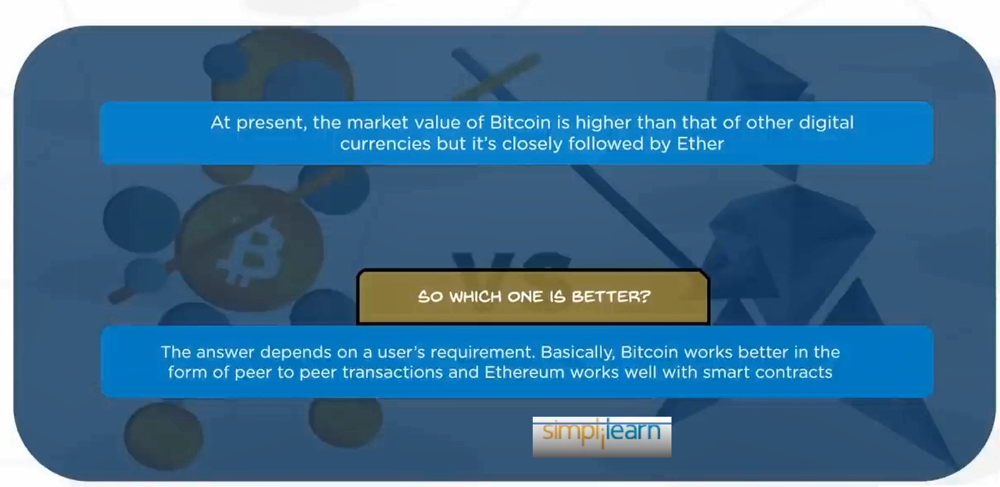 At present, the market value of Bitcoin is higher than that of other digital
currencies but it's closely followed by Ether
VS
SO WHICH ONE IS BETTER?
The answer depends on a user's requirement. Basically, Bitcoin works better in the
form of peer to peer transactions and Ethereum works well with smart contracts
simplilearn